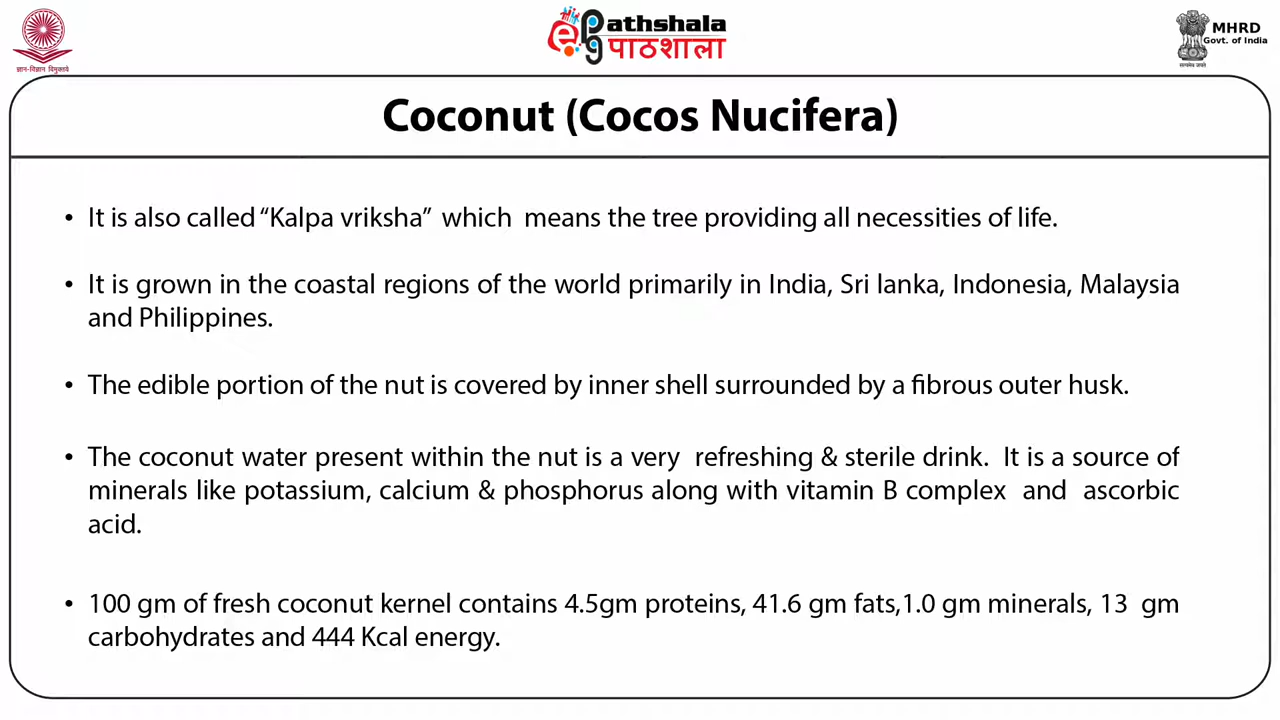 ज्ञान-विज्ञान विमुक्तये
ePathshala
पाठशाला
MHRD
Govt. of India
सत्यमेव जयते
Coconut (Cocos Nucifera)
• It is also called “Kalpa vriksha” which means the tree providing all necessities of life.
• It is grown in the coastal regions of the world primarily in India, Sri lanka, Indonesia, Malaysia
and Philippines.
• The edible portion of the nut is covered by inner shell surrounded by a fibrous outer husk.
• The coconut water present within the nut is a very refreshing & sterile drink. It is a source of
minerals like potassium, calcium & phosphorus along with vitamin B complex and ascorbic
acid.
• 100 gm of fresh coconut kernel contains 4.5gm proteins, 41.6 gm fats,1.0 gm minerals, 13 gm
carbohydrates and 444 Kcal energy.